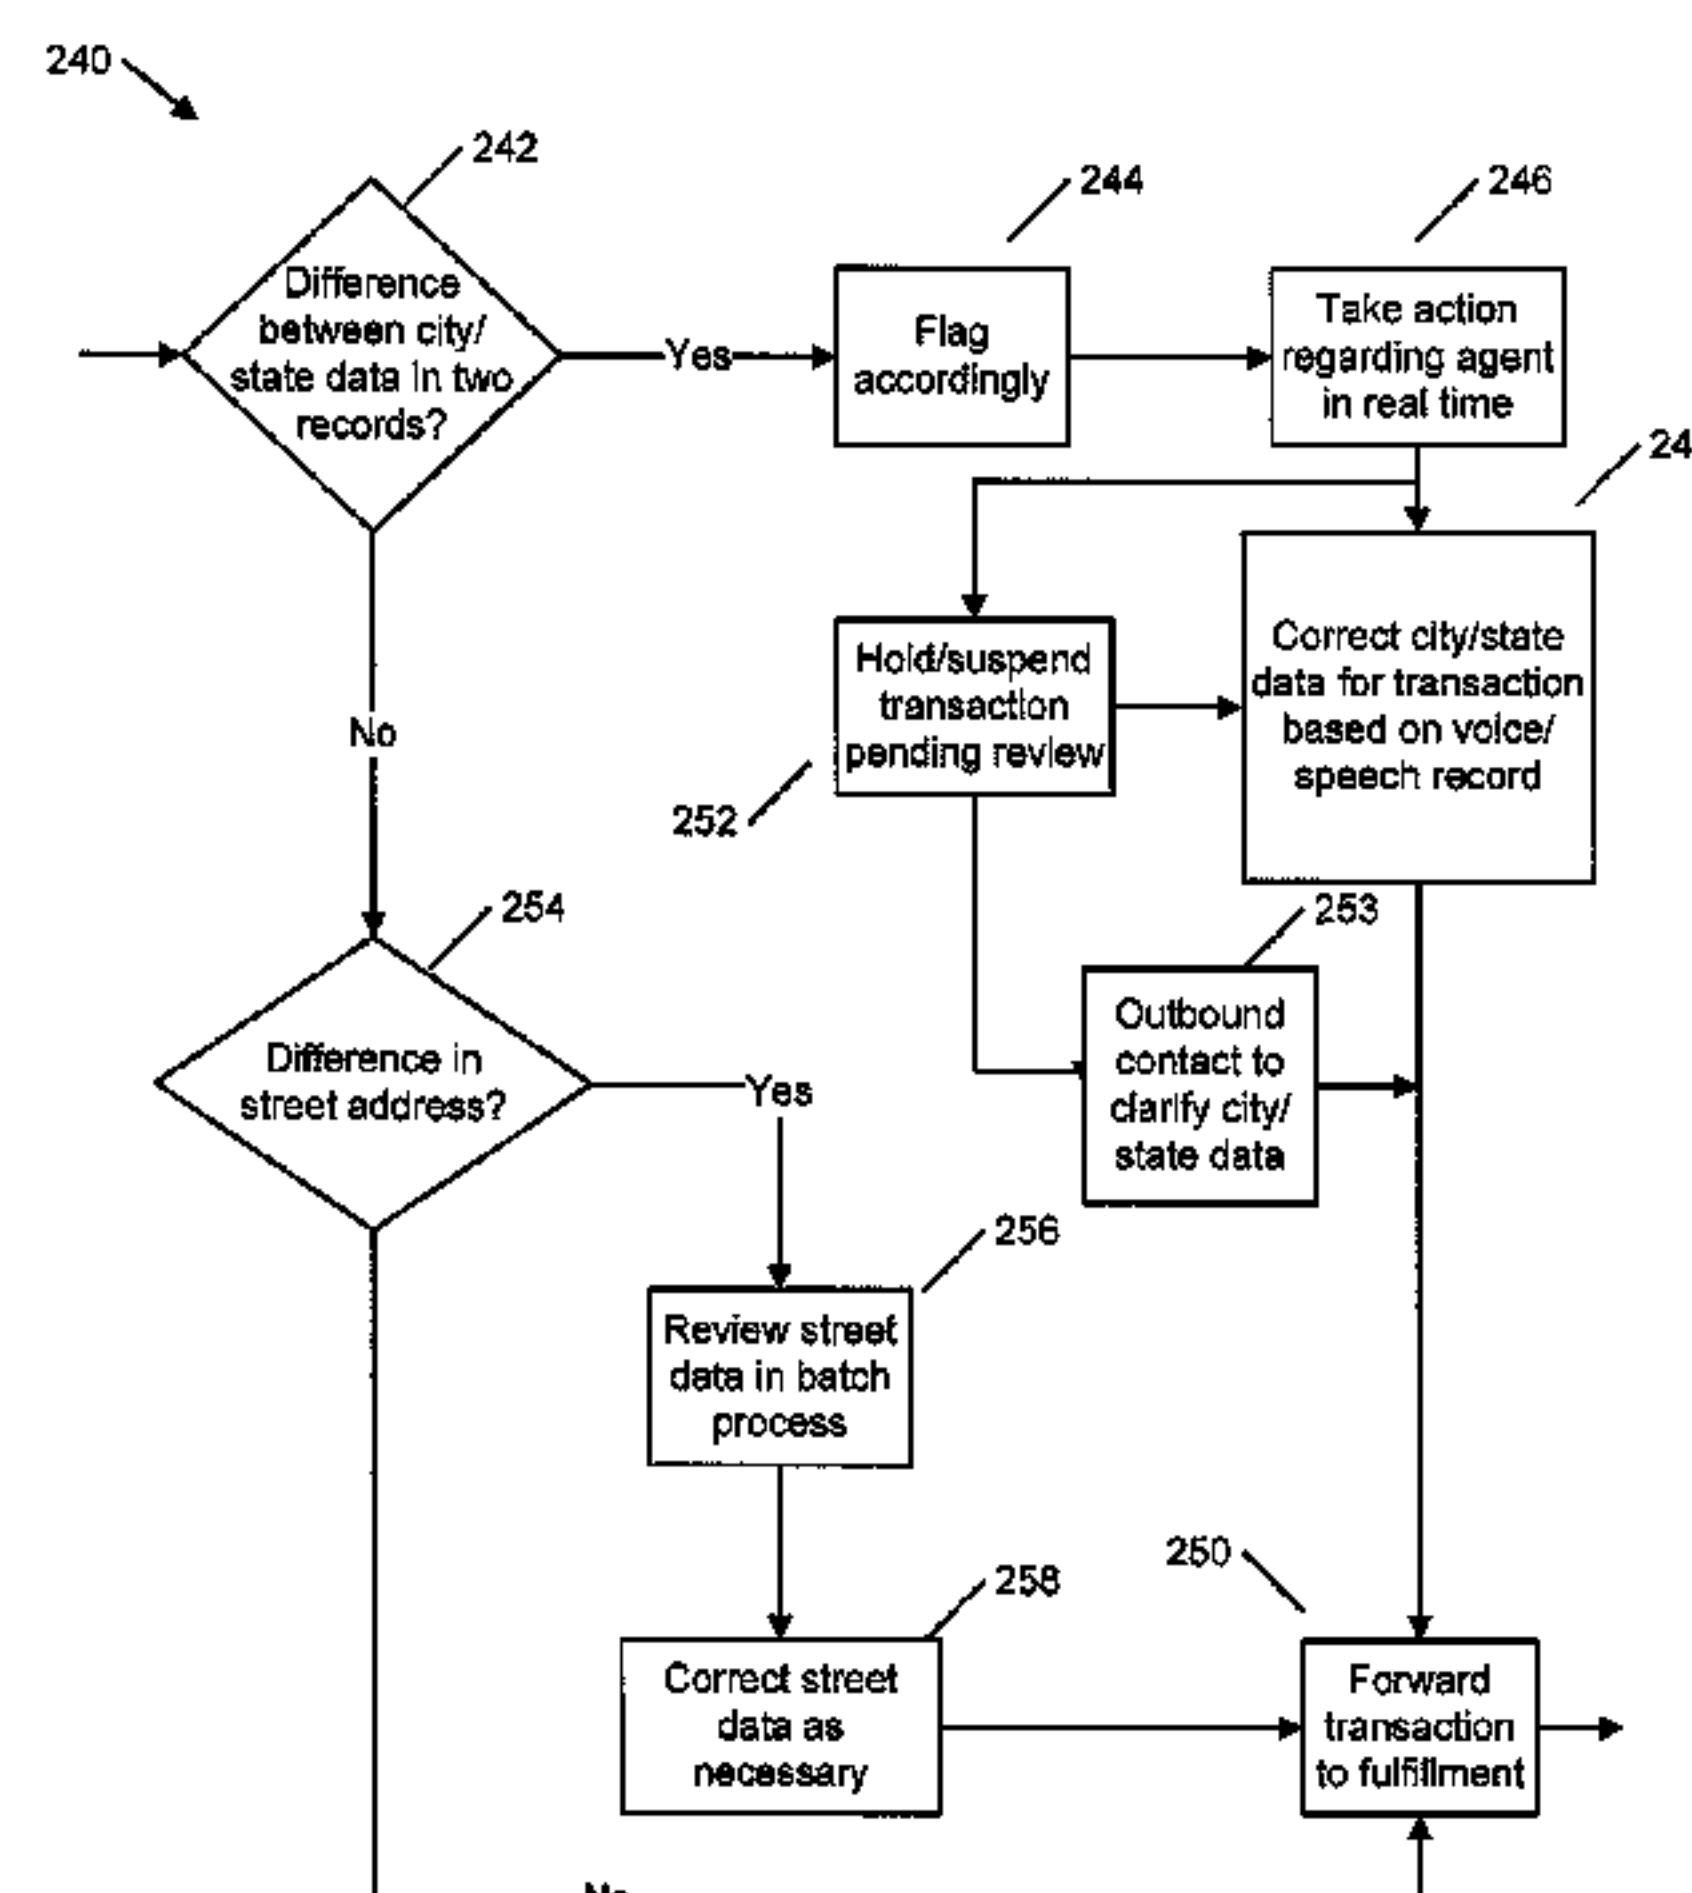 240
242
244
246
Difference
between city/
state data in two
records?
Yes
Flag
accordingly
Take action
regarding agent
in real time
24
Hold/suspend
transaction
pending review
Correct city/state
data for transaction
based on voice/
speech record
No
252
254
253
Difference in
street address?
Yes
Outbound
contact to
clarify city/
state data
256
Review street
data in batch
process
250
258
Correct street
data as
necessary
Forward
transaction
to fulfillment